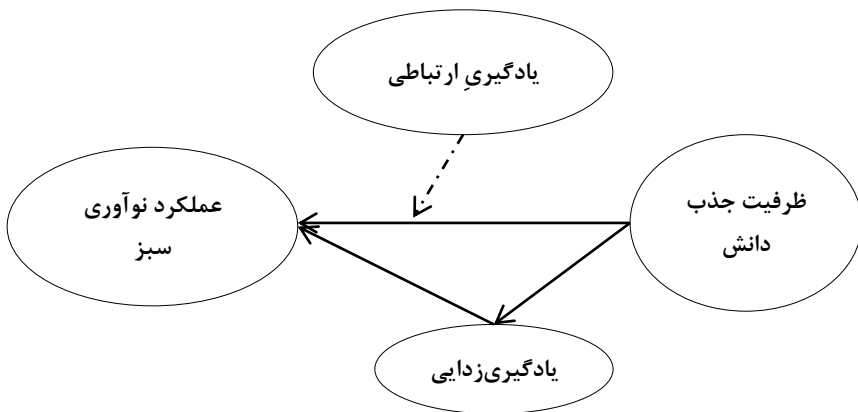 یادگیریِ ارتباطی
ظرفیت جذب
دانش
عملکرد نوآوری
سبز
یادگیری‌زدایی